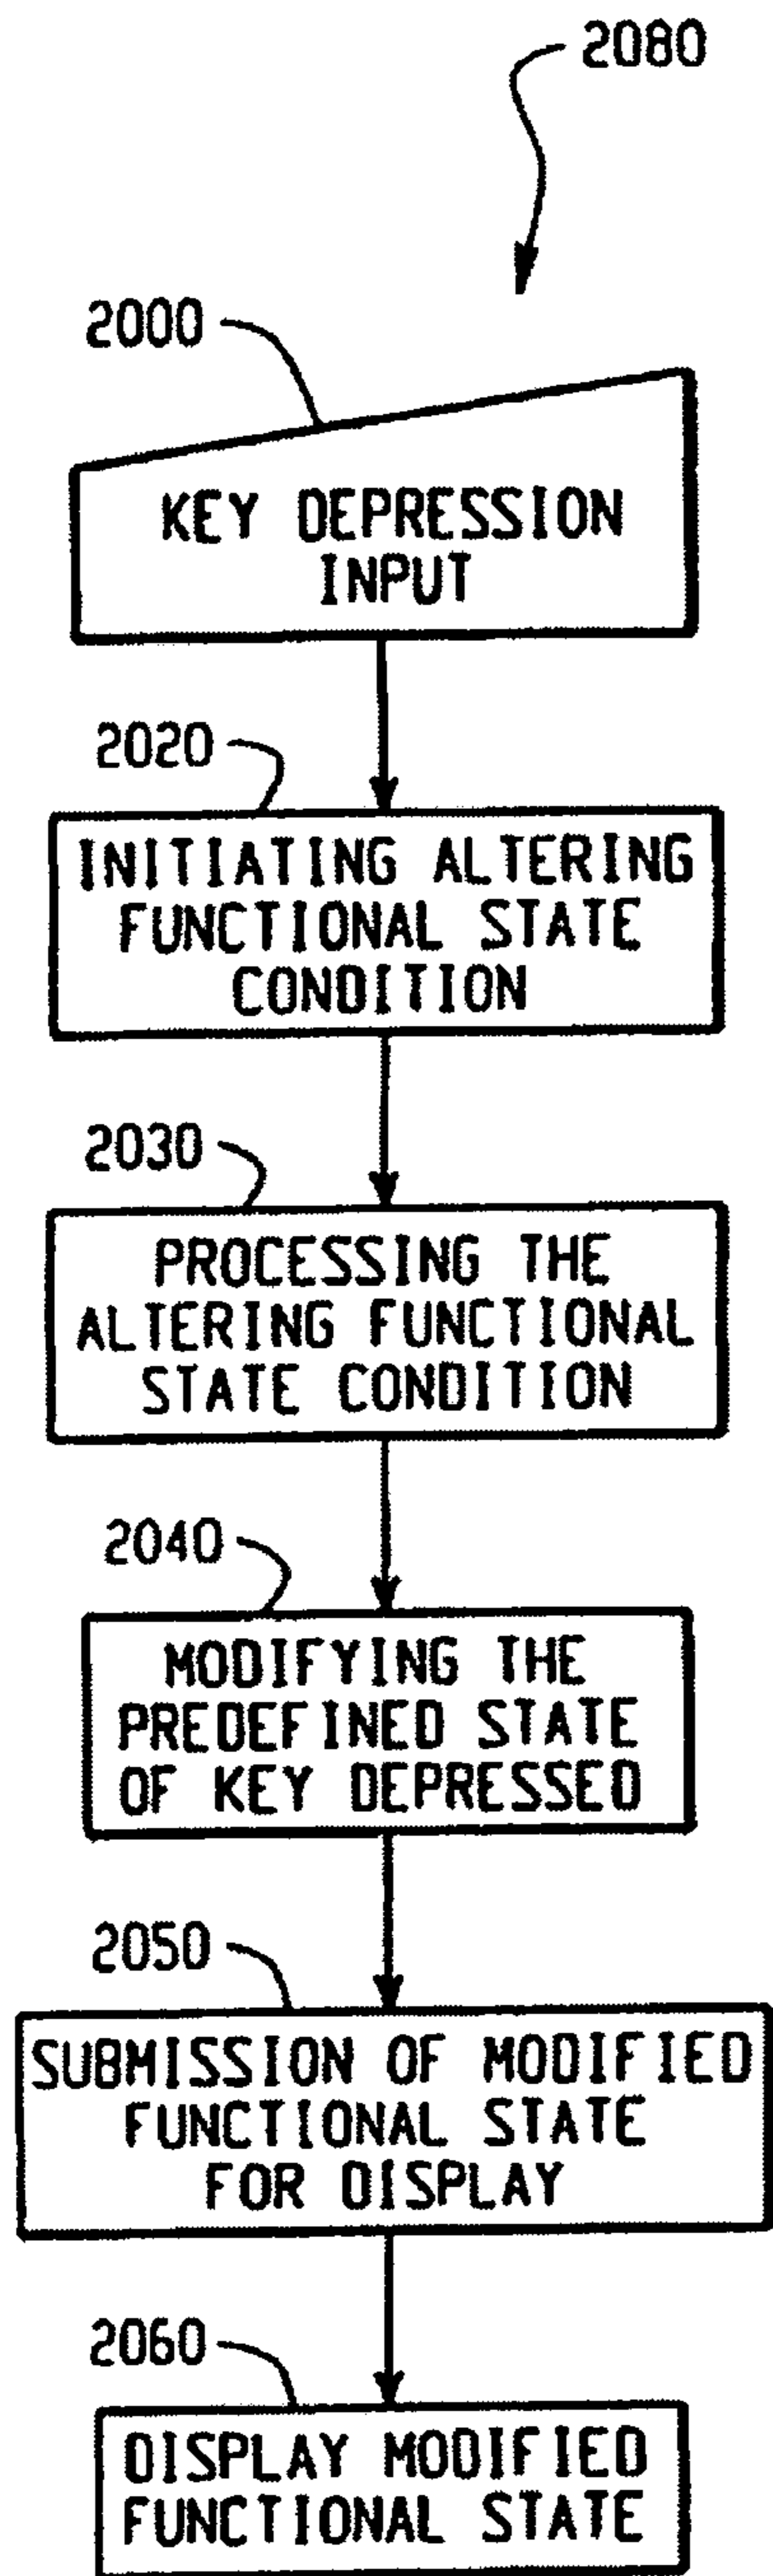 2080
2000
KEY DEPRESSION
INPUT
2020
INITIATING ALTERING
FUNCTIONAL STATE
CONDITION
2030
PROCESSING THE
ALTERING FUNCTIONAL
STATE CONDITION
2040
MODIFYING THE
PREDEFINED STATE
OF KEY DEPRESSED
2050
SUBMISSION OF MODIFIED
FUNCTIONAL STATE
FOR DISPLAY
2060
DISPLAY MODIFIED
FUNCTIONAL STATE